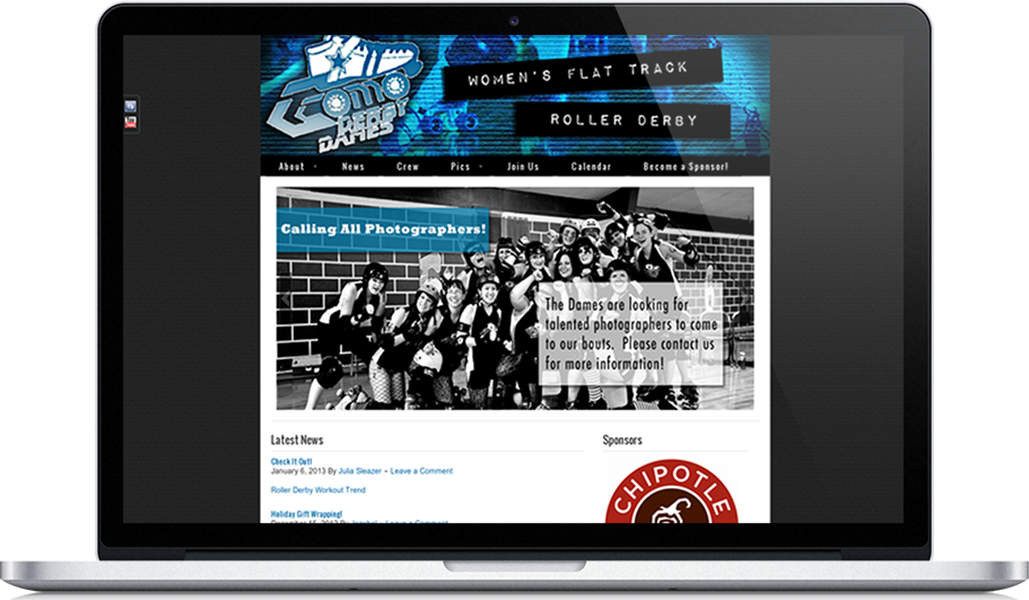 WOMEN'S FLAT TRACK
ROLLER DERBY
COMO
DERBY
DAMES
About News Crew Pics Join Us Calendar Become a Sponsor!
Calling All Photographers!
The Dames are looking for
talented photographers to come
to our bouts. Please contact us
for more information!
Latest News
Sponsors
Check It Out!
January 6, 2013 By Julia Sleazer • Leave a Comment
Roller Derby Workout Trend
CHIPOTLE
Holiday Gift Wrapping!